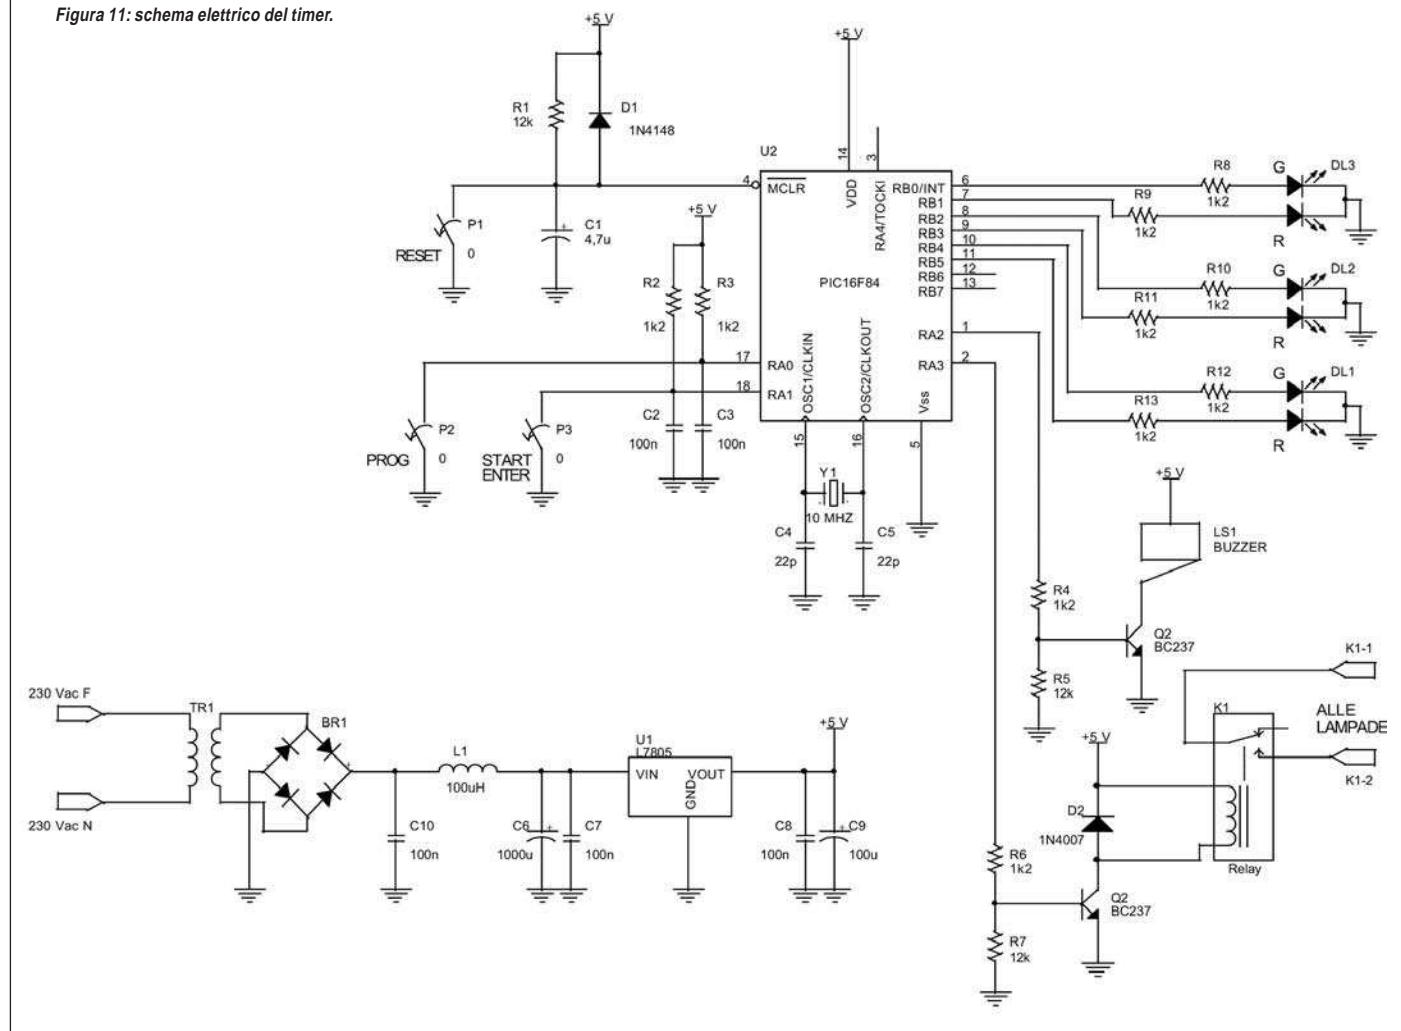 Figura 11: schema elettrico del timer.
+5 V
R1
12k
D1
1N4148
P1
RESET
0
C1
4,7u
+
+5 V
R2
1k2
R3
1k2
P2
PROG
0
P3
START
ENTER
0
C2
100n
C3
100n
+5 V
U2
PIC16F84
4
MCLR
14
VDD
3
RA4/TOCKI
17
RA0
18
RA1
15
OSC1/CLKIN
16
OSC2/CLKOUT
5
Vss
RB0/INT
6
RB1
7
RB2
8
RB3
9
RB4
10
RB5
11
RB6
12
RB7
13
RA2
1
RA3
2
Y1
10 MHZ
C4
22p
C5
22p
R8
1k2
G
DL3
R9
1k2
R
R10
1k2
G
DL2
R11
1k2
R
R12
1k2
G
DL1
R13
1k2
R
+5 V
LS1
BUZZER
R4
1k2
Q2
BC237
R5
12k
K1-1
K1
ALLE
LAMPADE
K1-2
+5 V
D2
1N4007
Relay
R6
1k2
Q2
BC237
R7
12k
230 Vac F
TR1
BR1
+
230 Vac N
L1
100uH
C10
100n
C6
+
1000u
C7
100n
U1
L7805
VIN
VOUT
GND
+5 V
C8
100n
C9
+
100u